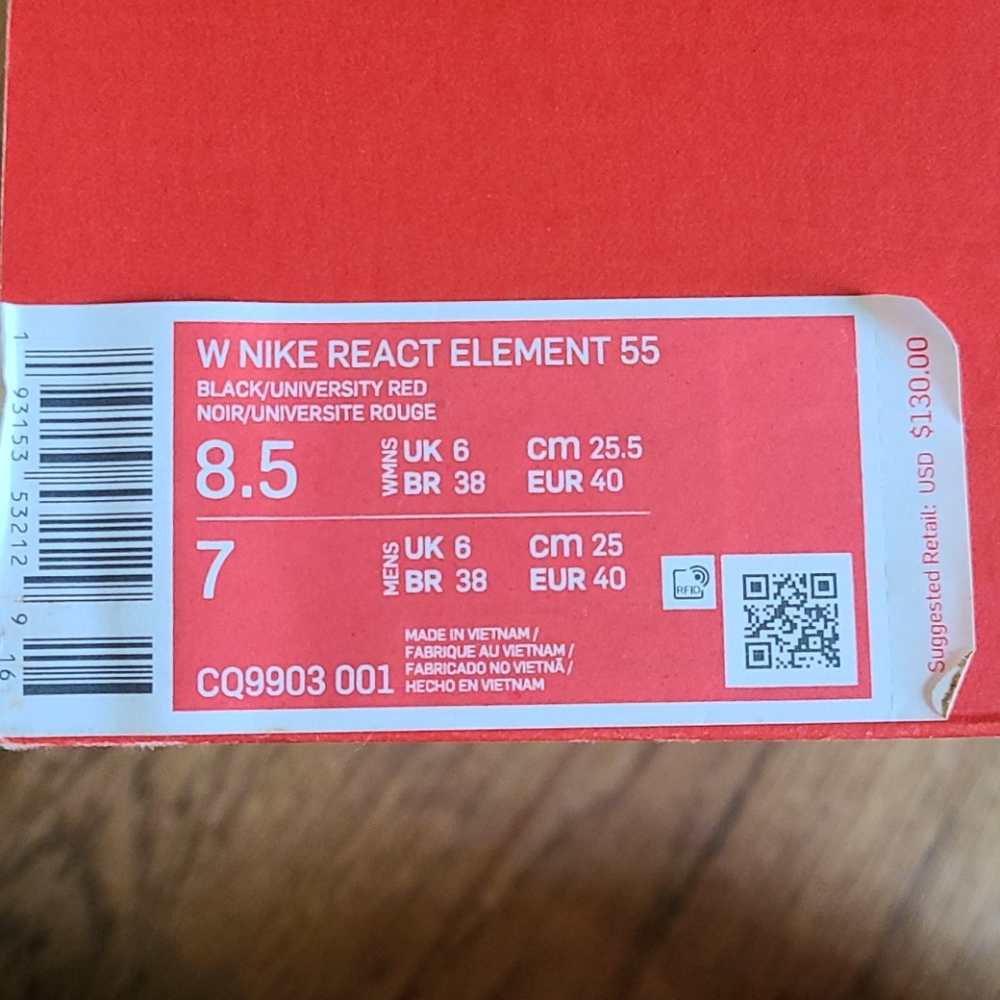 W NIKE REACT ELEMENT 55
BLACK/UNIVERSITY RED
NOIR/UNIVERSITE ROUGE
8.5 WMNS UK 6 cm 25.5
BR 38 EUR 40
7 MENS UK 6 cm 25
BR 38 EUR 40
RFID
MADE IN VIETNAM /
FABRIQUE AU VIETNAM /
FABRICADO NO VIETNÃ /
HECHO EN VIETNAM
CQ9903 001
1 93153 53212 9 16
Suggested Retail: USD $130.00